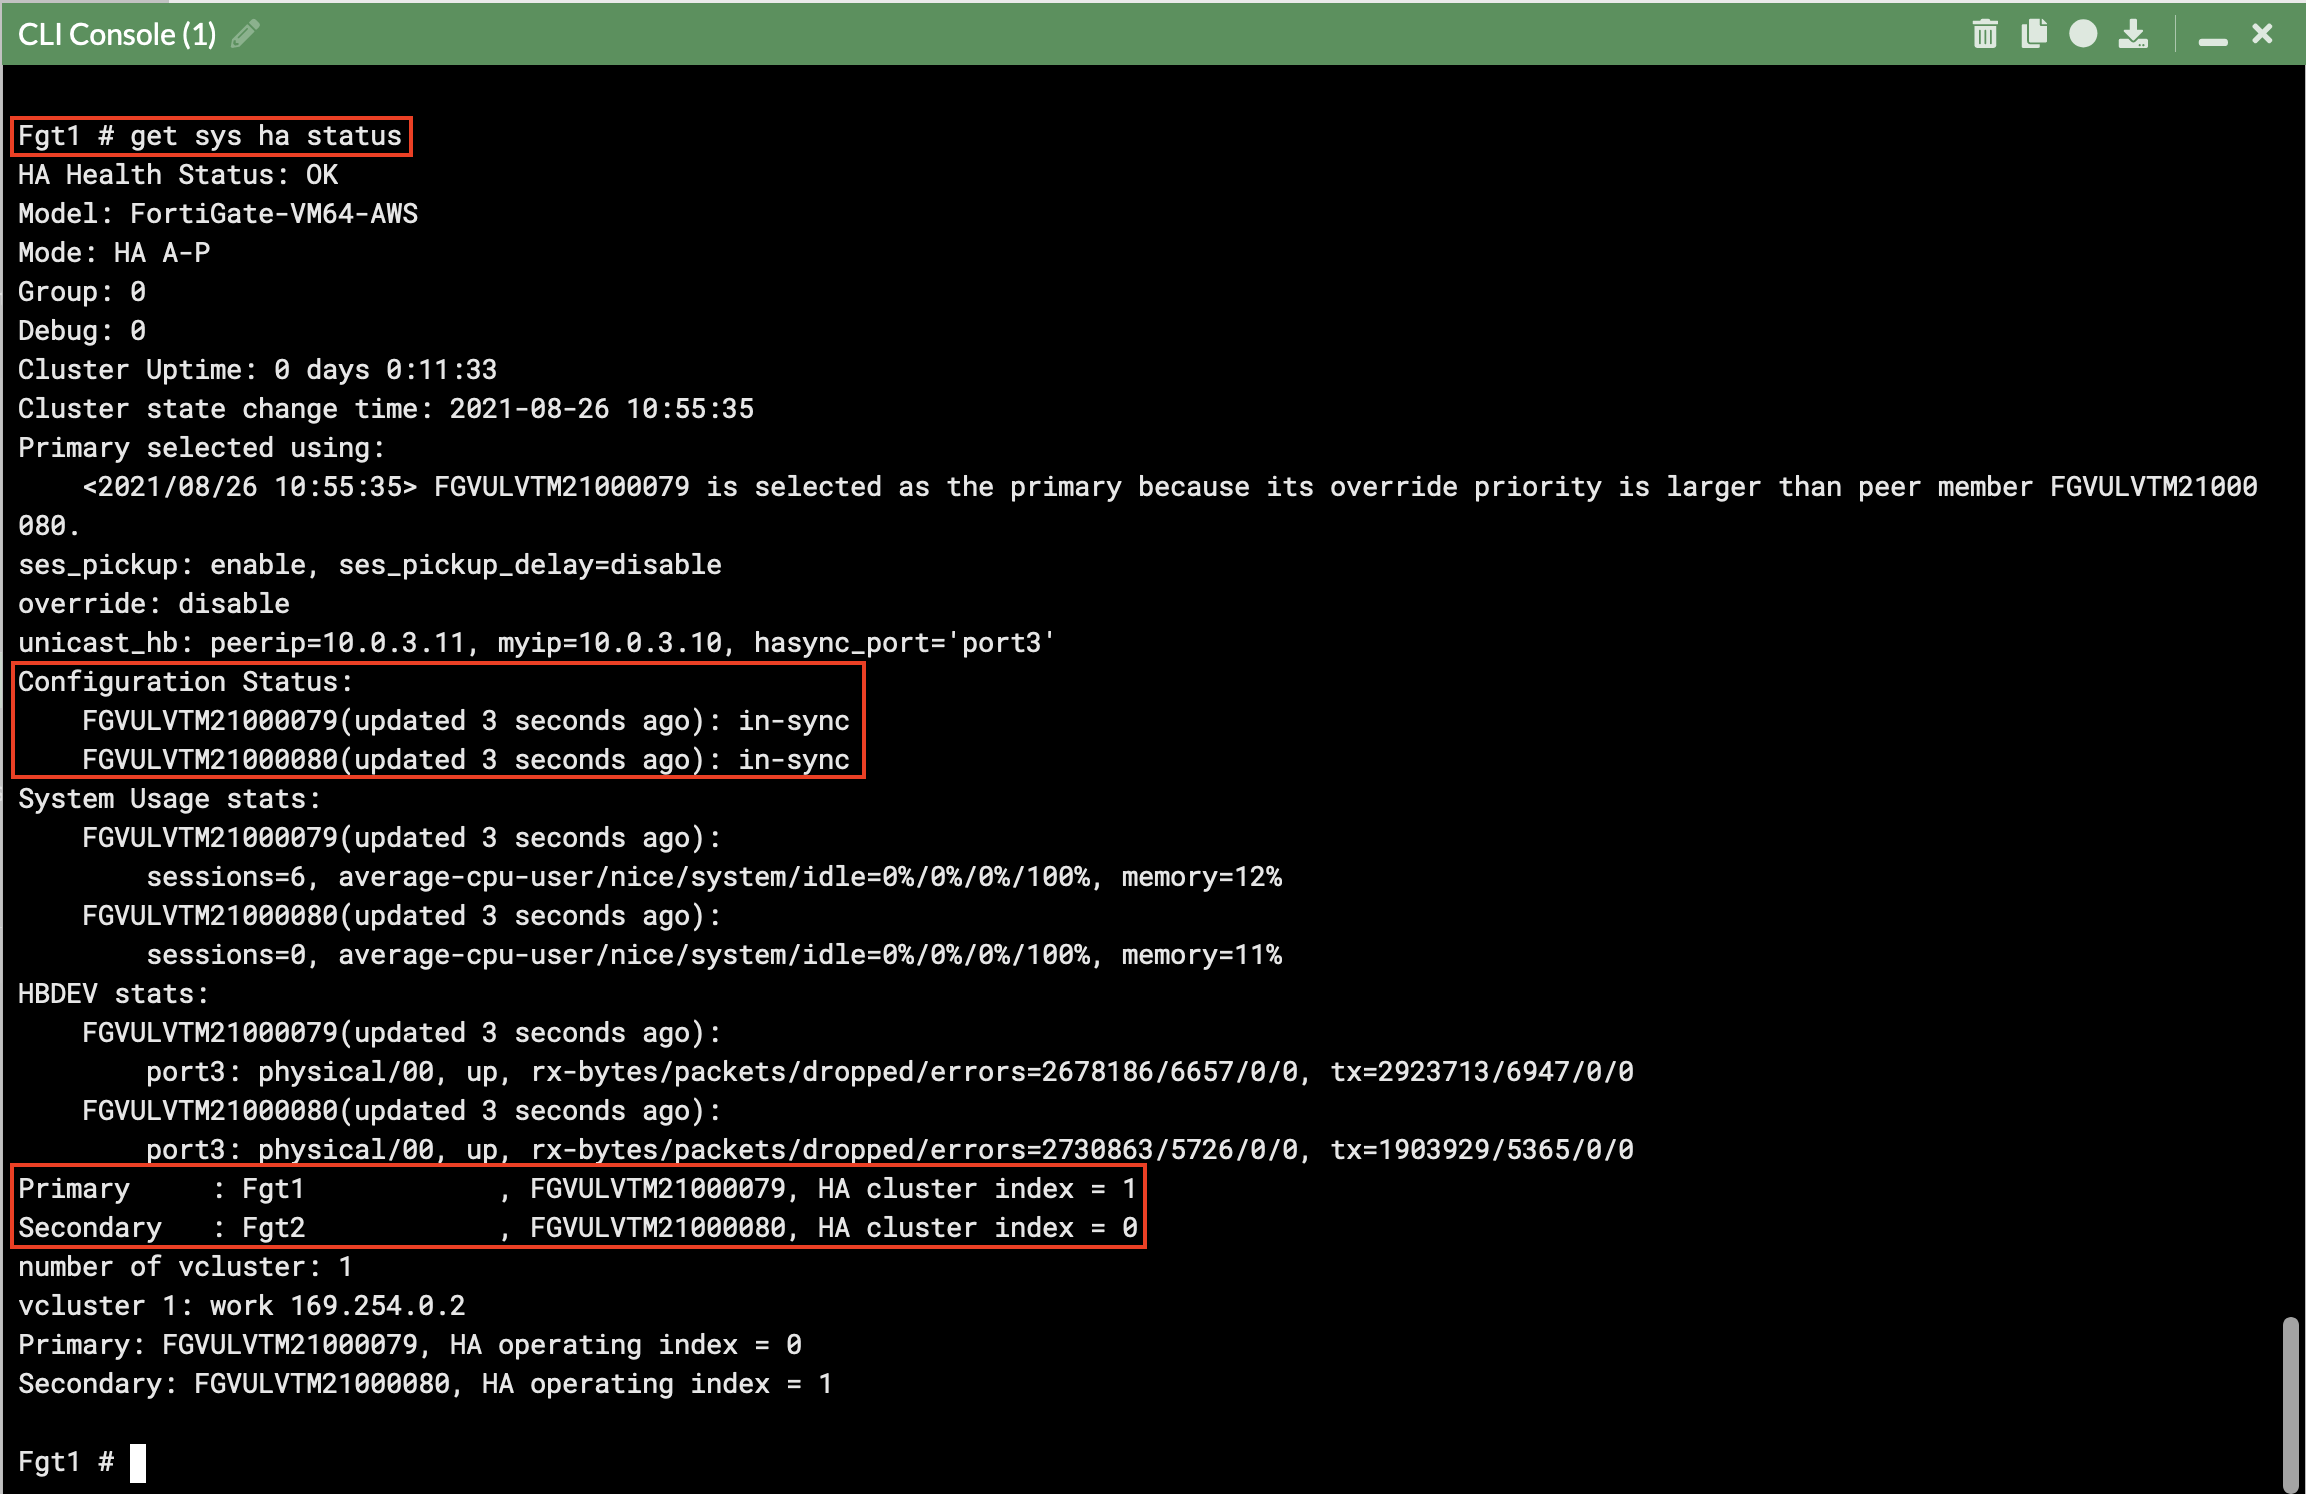 CLI Console (1)
Fgt1 # get sys ha status
HA Health Status: OK
Model: FortiGate-VM64-AWS
Mode: HA A-P
Group: 0
Debug: 0
Cluster Uptime: 0 days 0:11:33
Cluster state change time: 2021-08-26 10:55:35
Primary selected using:
    <2021/08/26 10:55:35> FGVULVTM21000079 is selected as the primary because its override priority is larger than peer member FGVULVTM21000
080.
ses_pickup: enable, ses_pickup_delay=disable
override: disable
unicast_hb: peerip=10.0.3.11, myip=10.0.3.10, hasync_port='port3'
Configuration Status:
    FGVULVTM21000079(updated 3 seconds ago): in-sync
    FGVULVTM21000080(updated 3 seconds ago): in-sync
System Usage stats:
    FGVULVTM21000079(updated 3 seconds ago):
        sessions=6, average-cpu-user/nice/system/idle=0%/0%/0%/100%, memory=12%
    FGVULVTM21000080(updated 3 seconds ago):
        sessions=0, average-cpu-user/nice/system/idle=0%/0%/0%/100%, memory=11%
HBDEV stats:
    FGVULVTM21000079(updated 3 seconds ago):
        port3: physical/00, up, rx-bytes/packets/dropped/errors=2678186/6657/0/0, tx=2923713/6947/0/0
    FGVULVTM21000080(updated 3 seconds ago):
        port3: physical/00, up, rx-bytes/packets/dropped/errors=2730863/5726/0/0, tx=1903929/5365/0/0
Primary     : Fgt1            , FGVULVTM21000079, HA cluster index = 1
Secondary   : Fgt2            , FGVULVTM21000080, HA cluster index = 0
number of vcluster: 1
vcluster 1: work 169.254.0.2
Primary: FGVULVTM21000079, HA operating index = 0
Secondary: FGVULVTM21000080, HA operating index = 1
Fgt1 #